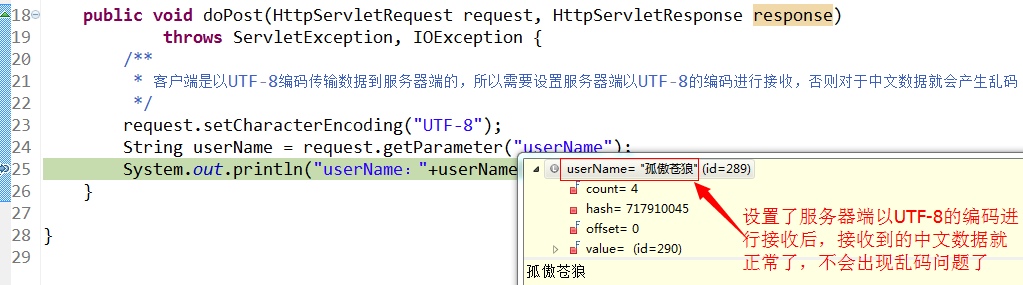 18 public void doPost(HttpServletRequest request, HttpServletResponse response)
19 throws ServletException, IOException {
20 /**
21 * 客户端是以UTF-8编码传输数据到服务器端的，所以需要设置服务器端以UTF-8的编码进行接收，否则对于中文数据就会产生乱码
22 */
23 request.setCharacterEncoding("UTF-8");
24 String userName = request.getParameter("userName");
25 System.out.println("userName："+userName
26 }
27
28 }
29
userName= "孤傲苍狼" (id=289)
count= 4
hash= 717910045
offset= 0
value= (id=290)
孤傲苍狼
设置了服务器端以UTF-8的编码进
行接收后，接收到的中文数据就
正常了，不会出现乱码问题了